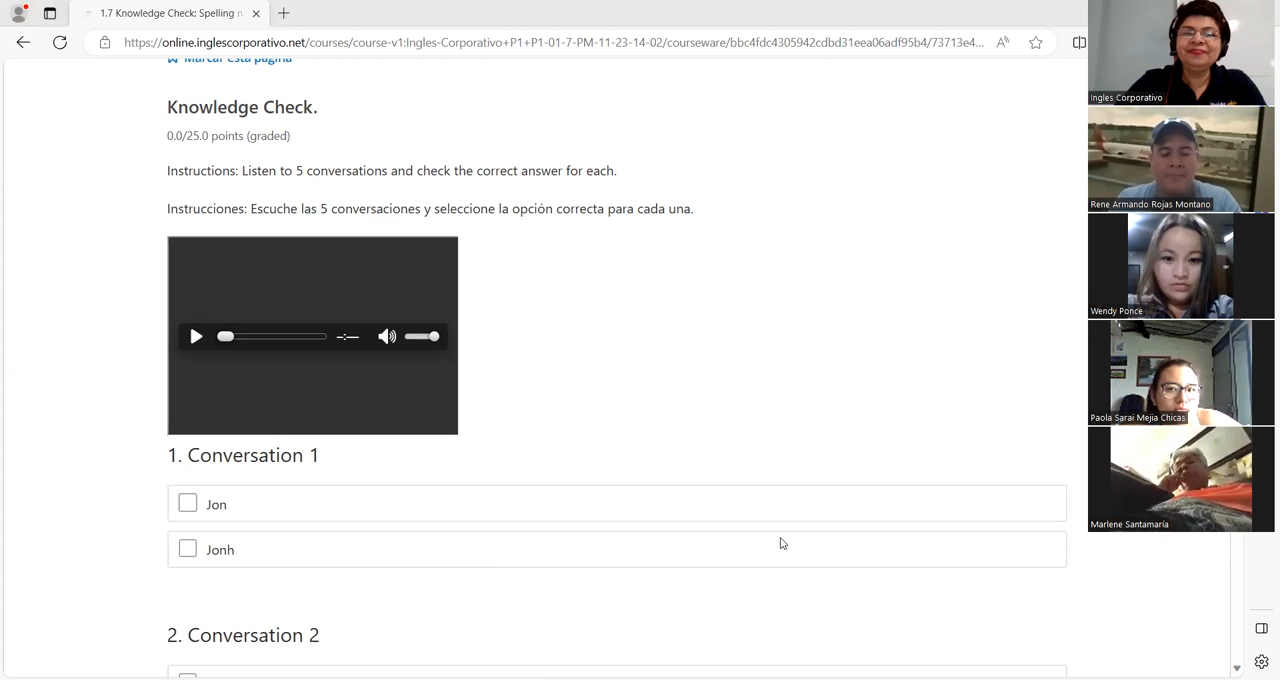 1.7 Knowledge Check: Spelling n
https://online.inglescorporativo.net/courses/course-v1:Ingles-Corporativo+P1+P1-01-7-PM-11-23-14-02/courseware/bbc4fdc4305942cdbd31eea06adf95b4/73713e4...
Marcar esta página
Knowledge Check.
0.0/25.0 points (graded)
Instructions: Listen to 5 conversations and check the correct answer for each.
Instrucciones: Escuche las 5 conversaciones y seleccione la opción correcta para cada una.
-:--
1. Conversation 1
Jon
Jonh
2. Conversation 2
Ingles Corporativo
Rene Armando Rojas Montano
Wendy Ponce
Paola Sarai Mejia Chicas
Marlene Santamaría